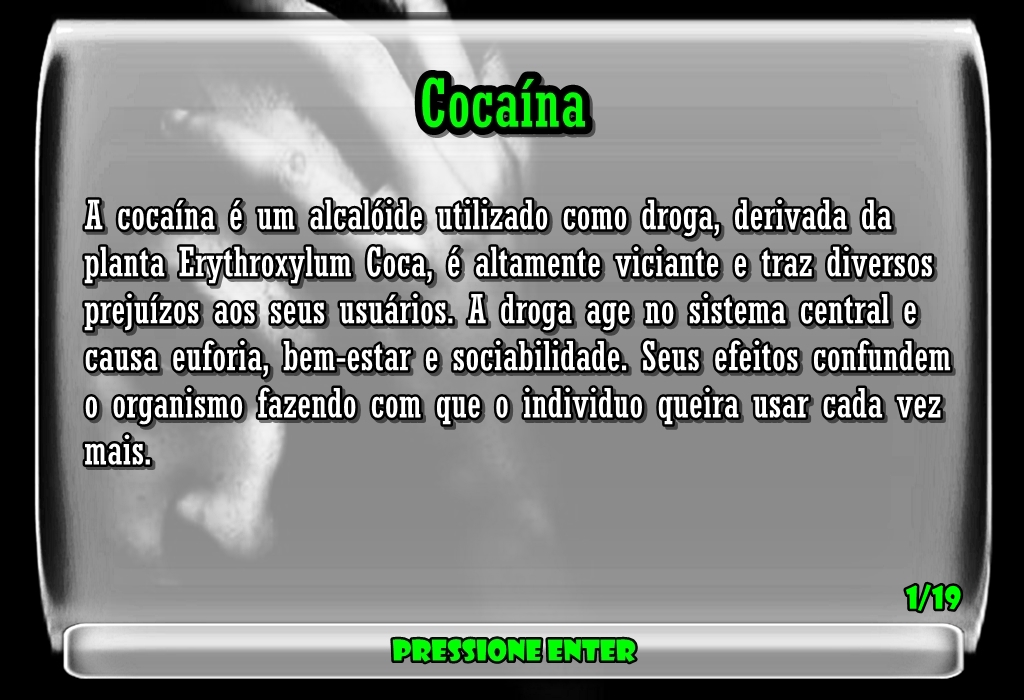 Cocaína
A cocaína é um alcalóide utilizado como droga, derivada da
planta Erythroxylum Coca, é altamente viciante e traz diversos
prejuízos aos seus usuários. A droga age no sistema central e
causa euforia, bem-estar e sociabilidade. Seus efeitos confundem
o organismo fazendo com que o individuo queira usar cada vez
mais.
1/19
PRESSIONE ENTER